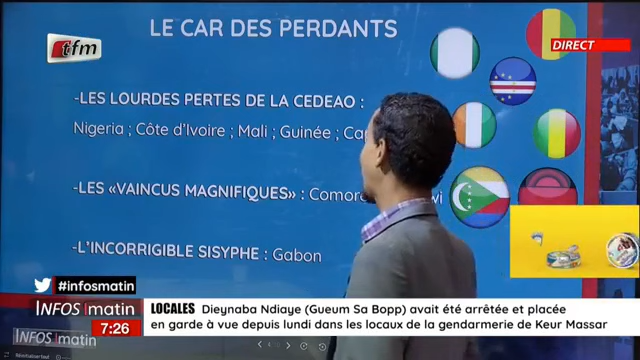 LE CAR DES PERDANTS
tfm
DIRECT
-LES LOURDES PERTES DE LA CEDEAO :
Nigeria ; Côte d'Ivoire ; Mali ; Guinée ; Ca
-LES «VAINCUS MAGNIFIQUES» : Comor wi
-L'INCORRIGIBLE SISYPHE : Gabon
#infosmatin
INFOS matin
7:26
LOCALES Dieynaba Ndiaye (Gueum Sa Bopp) avait été arrêtée et placée
en garde à vue depuis lundi dans les locaux de la gendarmerie de Keur Massar
INFOS matin